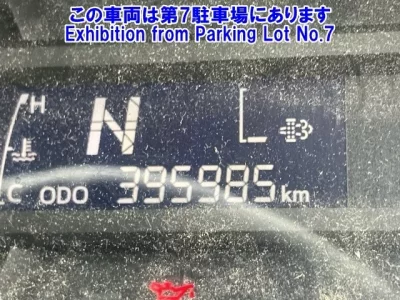 この車両は第7駐車場にあります
Exhibition from Parking Lot No.7
H
N
C ODO 395985 km